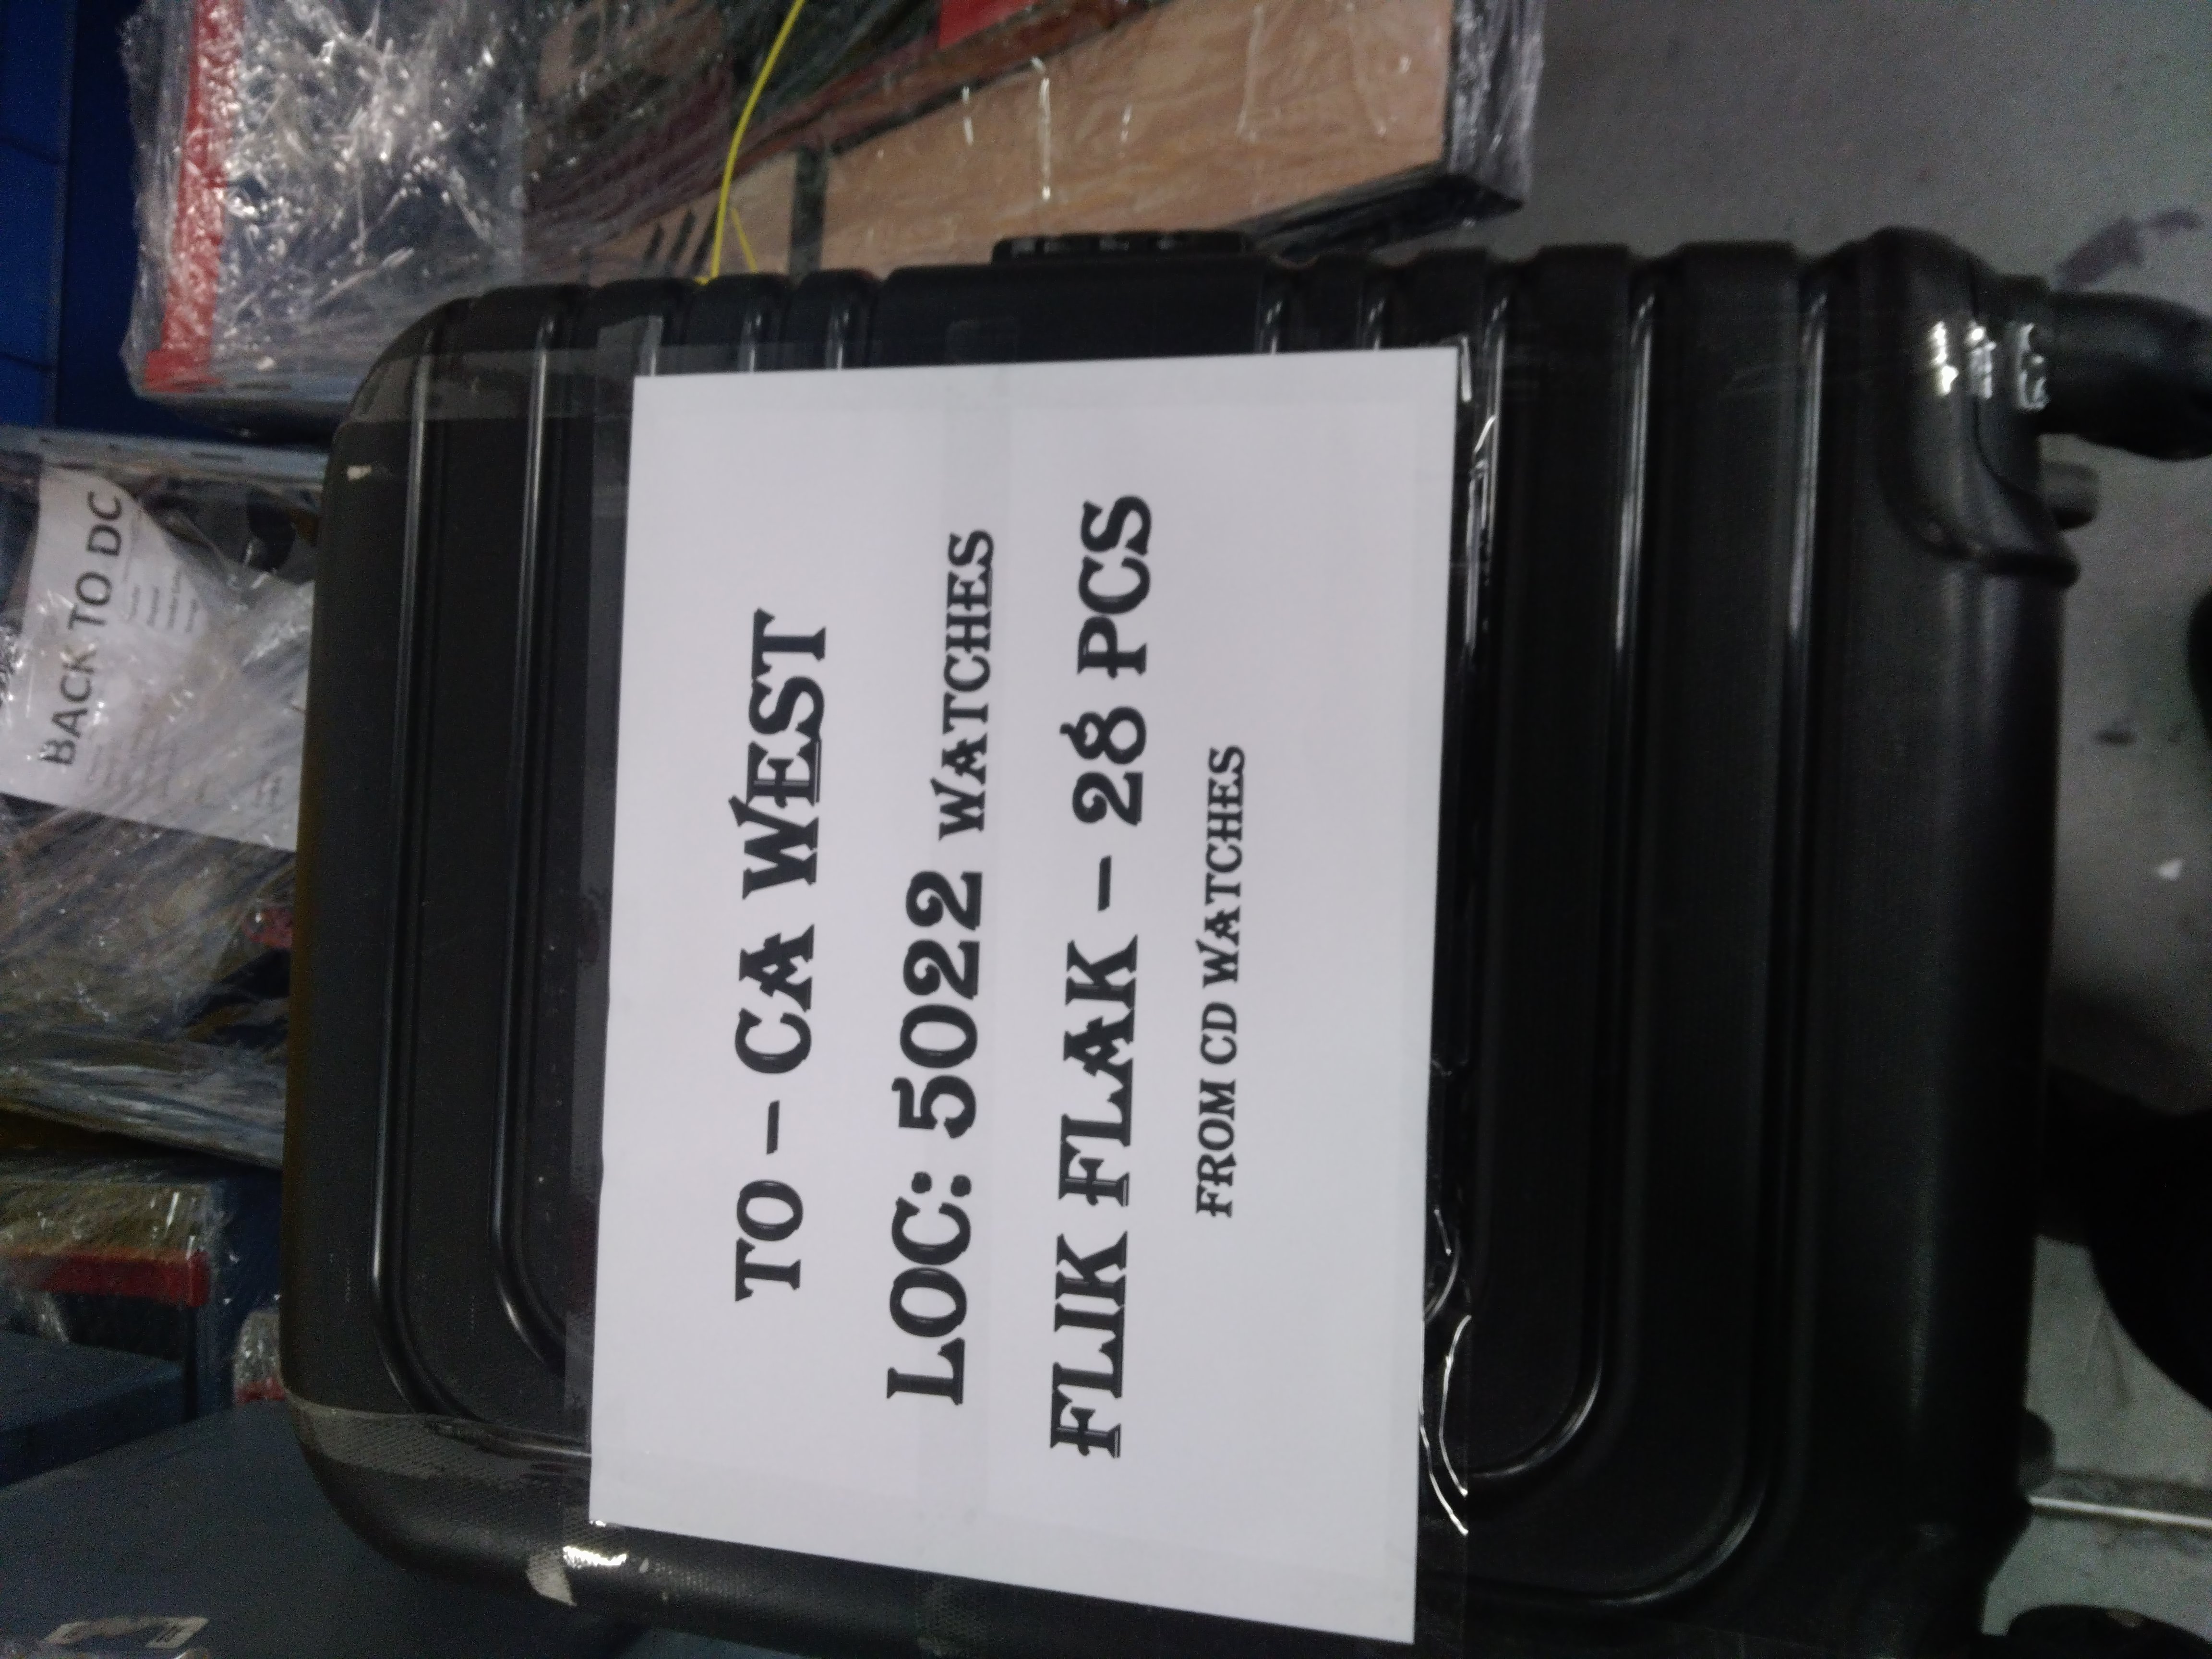 TO – CA WEST
LOC: 5022 WATCHES
FLIK FLAK – 28 PCS
FROM CD WATCHES
BACK TO DC